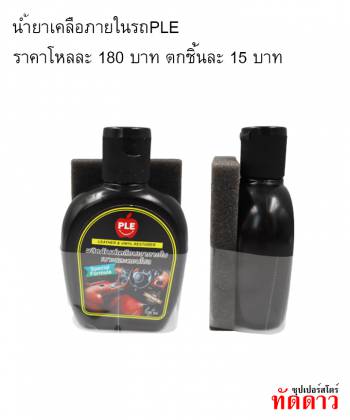 น้ำยาเคลือภายในรถPLE
ราคาโหลละ 180 บาท ตกชิ้นละ 15 บาท
PLE
LEATHER & VINYL RESTORER
Special
Formula
ซุปเปอร์สโตร์
ทัดดาว